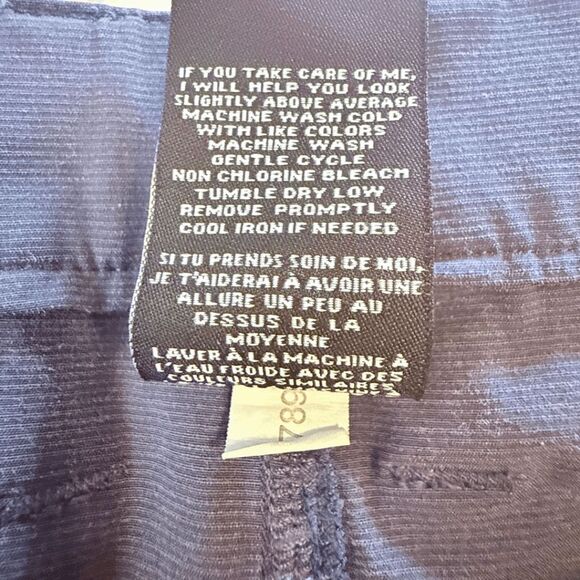 IF YOU TAKE CARE OF ME,
I WILL HELP YOU LOOK
SLIGHTLY ABOVE AVERAGE
MACHINE WASH COLD
WITH LIKE COLORS
MACHINE WASH
GENTLE CYCLE
NON CHLORINE BLEACH
TUMBLE DRY LOW
REMOVE PROMPTLY
COOL IRON IF NEEDED
SI TU PRENDS SOIN DE MOI,
JE T'AIDERAI À AVOIR UNE
ALLURE UN PEU AU
DESSUS DE LA
MOYENNE
LAVER À LA MACHINE À
L'EAU FROIDE AVEC DES
COULEURS SIMILAIRES
687